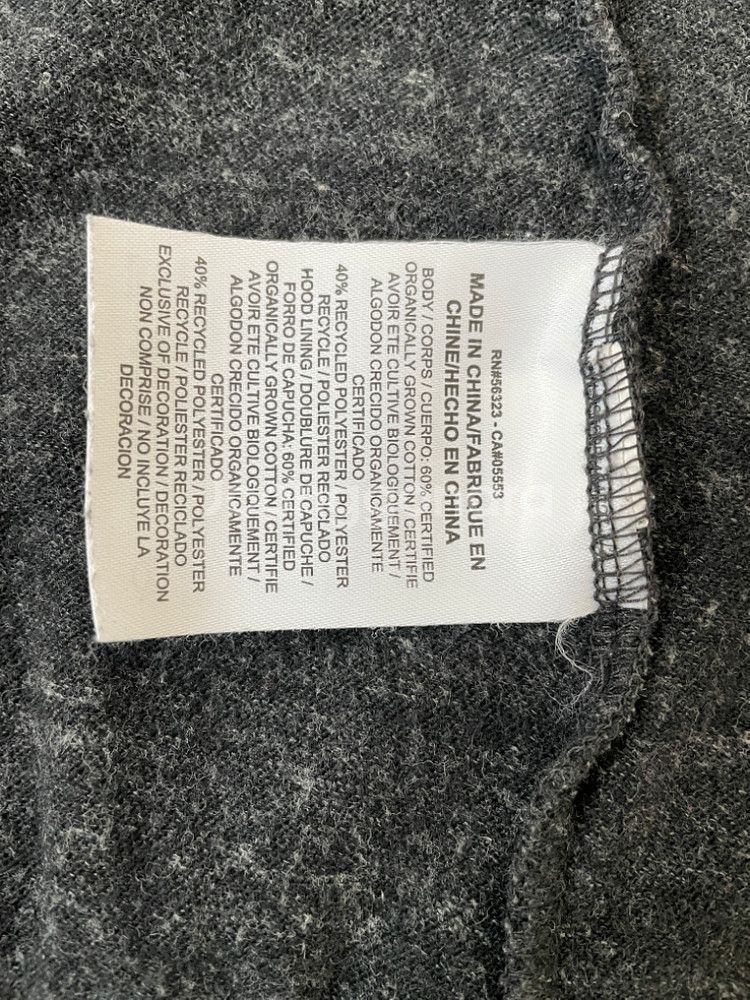 RN#56323 - CA#05553
MADE IN CHINA/FABRIQUE EN
CHINE/HECHO EN CHINA
BODY / CORPS / CUERPO: 60% CERTIFIED
ORGANICALLY GROWN COTTON / CERTIFIE
AVOIR ETE CULTIVE BIOLOGIQUEMENT /
ALGODON CRECIDO ORGANICAMENTE
CERTIFICADO
40% RECYCLED POLYESTER / POLYESTER
RECYCLE / POLIESTER RECICLADO
HOOD LINING / DOUBLURE DE CAPUCHE /
FORRO DE CAPUCHA: 60% CERTIFIED
ORGANICALLY GROWN COTTON / CERTIFIE
AVOIR ETE CULTIVE BIOLOGIQUEMENT /
ALGODON CRECIDO ORGANICAMENTE
CERTIFICADO
40% RECYCLED POLYESTER / POLYESTER
RECYCLE / POLIESTER RECICLADO
EXCLUSIVE OF DECORATION / DECORATION
NON COMPRISE / NO INCLUYE LA
DECORACION